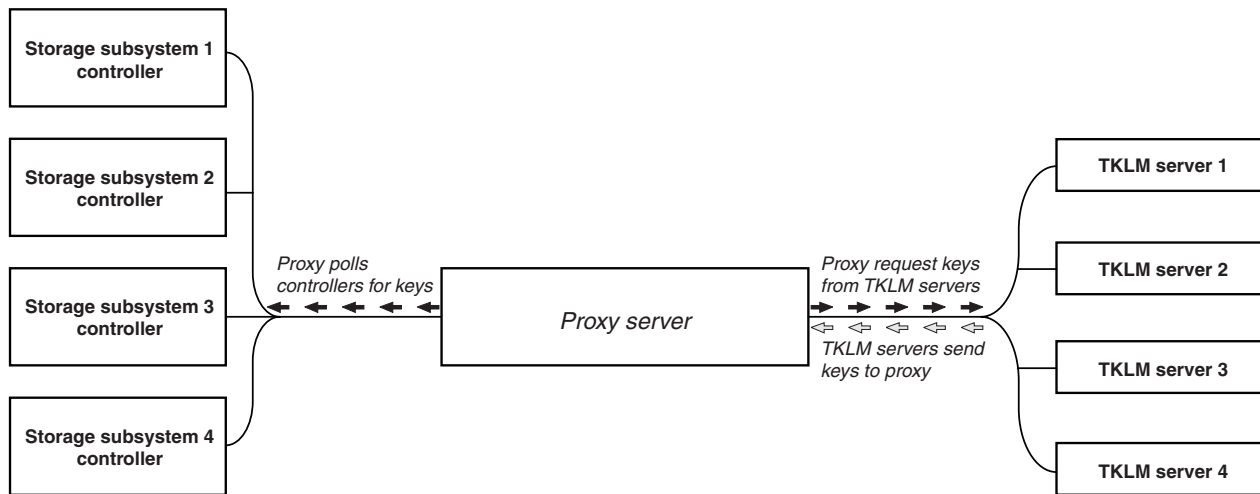 Storage subsystem 1
controller
Storage subsystem 2
controller
Storage subsystem 3
controller
Storage subsystem 4
controller
Proxy polls
controllers for keys
Proxy server
Proxy request keys
from TKLM servers
TKLM servers send
keys to proxy
TKLM server 1
TKLM server 2
TKLM server 3
TKLM server 4